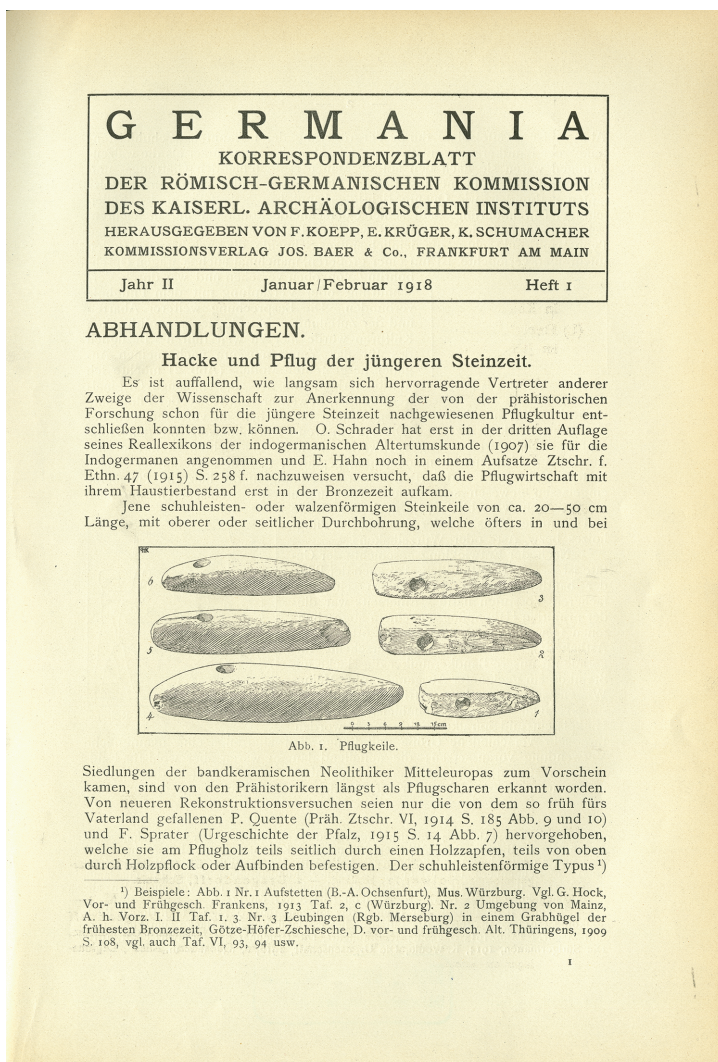 GERMANIA
KORRESPONDENZBLATT
DER RÖMISCH-GERMANISCHEN KOMMISSION
DES KAISERL. ARCHÄOLOGISCHEN INSTITUTS
HERAUSGEGEBEN VON F. KOEPP, E. KRÜGER, K. SCHUMACHER
KOMMISSIONSVERLAG JOS. BAER & Co., FRANKFURT AM MAIN
Jahr II Januar/Februar 1918 Heft 1
ABHANDLUNGEN.
Hacke und Pflug der jüngeren Steinzeit.
Es ist auffallend, wie langsam sich hervorragende Vertreter anderer
Zweige der Wissenschaft zur Anerkennung der von der prähistorischen
Forschung schon für die jüngere Steinzeit nachgewiesenen Pflugkultur ent-
schließen konnten bzw. können. O. Schrader hat erst in der dritten Auflage
seines Reallexikons der indogermanischen Altertumskunde (1907) sie für die
Indogermanen angenommen und E. Hahn noch in einem Aufsatze Ztschr. f.
Ethn. 47 (1915) S. 258 f. nachzuweisen versucht, daß die Pflugwirtschaft mit
ihrem Haustierbestand erst in der Bronzezeit aufkam.
Jene schuhleisten- oder walzenförmigen Steinkeile von ca. 20—50 cm
Länge, mit oberer oder seitlicher Durchbohrung, welche öfters in und bei
6
3
5
2
4
1
0 3 6 9 12 15 cm
Abb. 1. Pflugkeile.
Siedlungen der bandkeramischen Neolithiker Mitteleuropas zum Vorschein
kamen, sind von den Prähistorikern längst als Pflugscharen erkannt worden.
Von neueren Rekonstruktionsversuchen seien nur die von dem so früh fürs
Vaterland gefallenen P. Quente (Präh. Ztschr. VI, 1914 S. 185 Abb. 9 und 10)
und F. Sprater (Urgeschichte der Pfalz, 1915 S. 14 Abb. 7) hervorgehoben,
welche sie am Pflugholz teils seitlich durch einen Holzzapfen, teils von oben
durch Holzpflock oder Aufbinden befestigen. Der schuhleistenförmige Typus ¹)
¹) Beispiele: Abb. 1 Nr. 1 Aufstetten (B.-A. Ochsenfurt), Mus. Würzburg. Vgl. G. Hock,
Vor- und Frühgesch. Frankens, 1913 Taf. 2, c (Würzburg). Nr. 2 Umgebung von Mainz,
A. h. Vorz. I. II Taf. 1. 3. Nr. 3 Leubingen (Rgb. Merseburg) in einem Grabhügel der
frühesten Bronzezeit, Götze-Höfer-Zschiesche, D. vor- und frühgesch. Alt. Thüringens, 1909
S. 108, vgl. auch Taf. VI, 93, 94 usw.
1